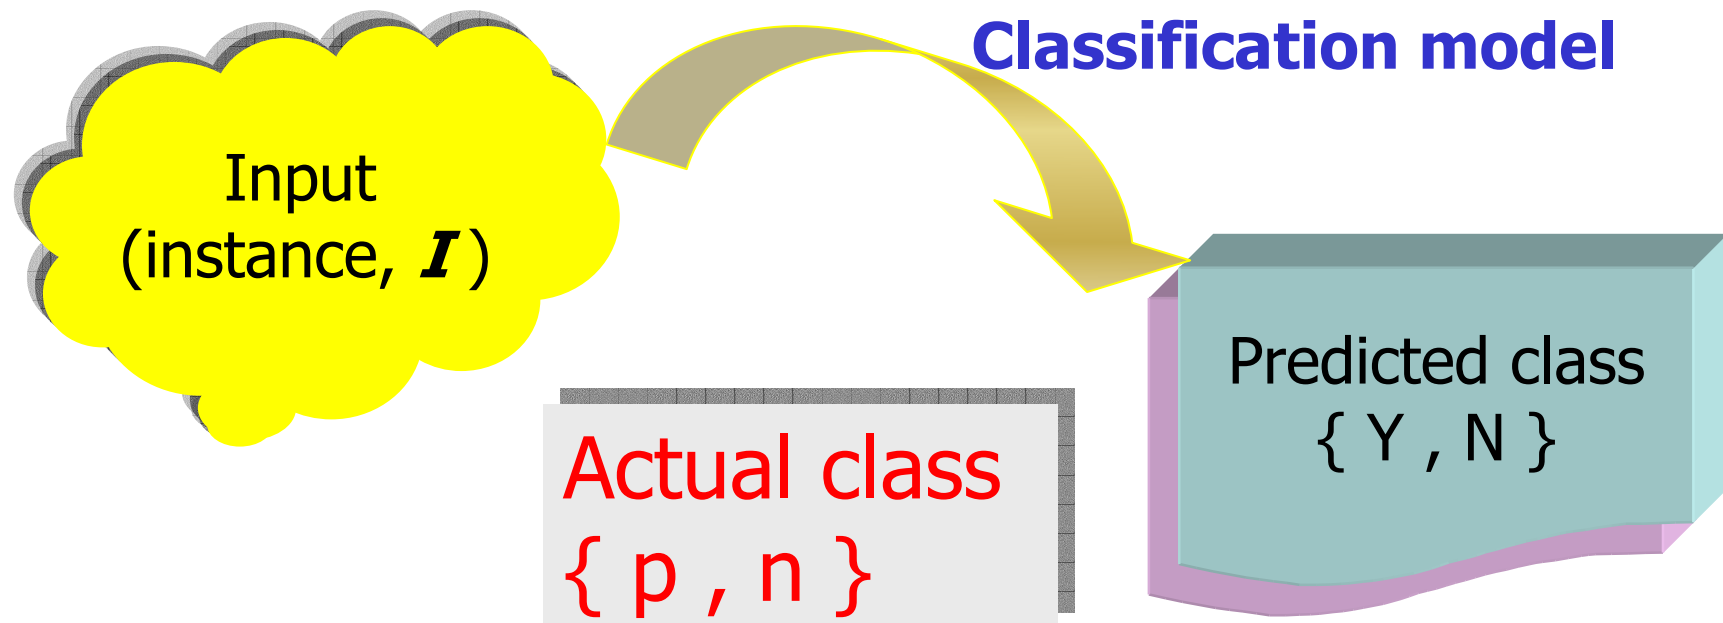 Classification model
Input
(instance, I )
Predicted class
{ Y , N }
Actual class
{ p , n }